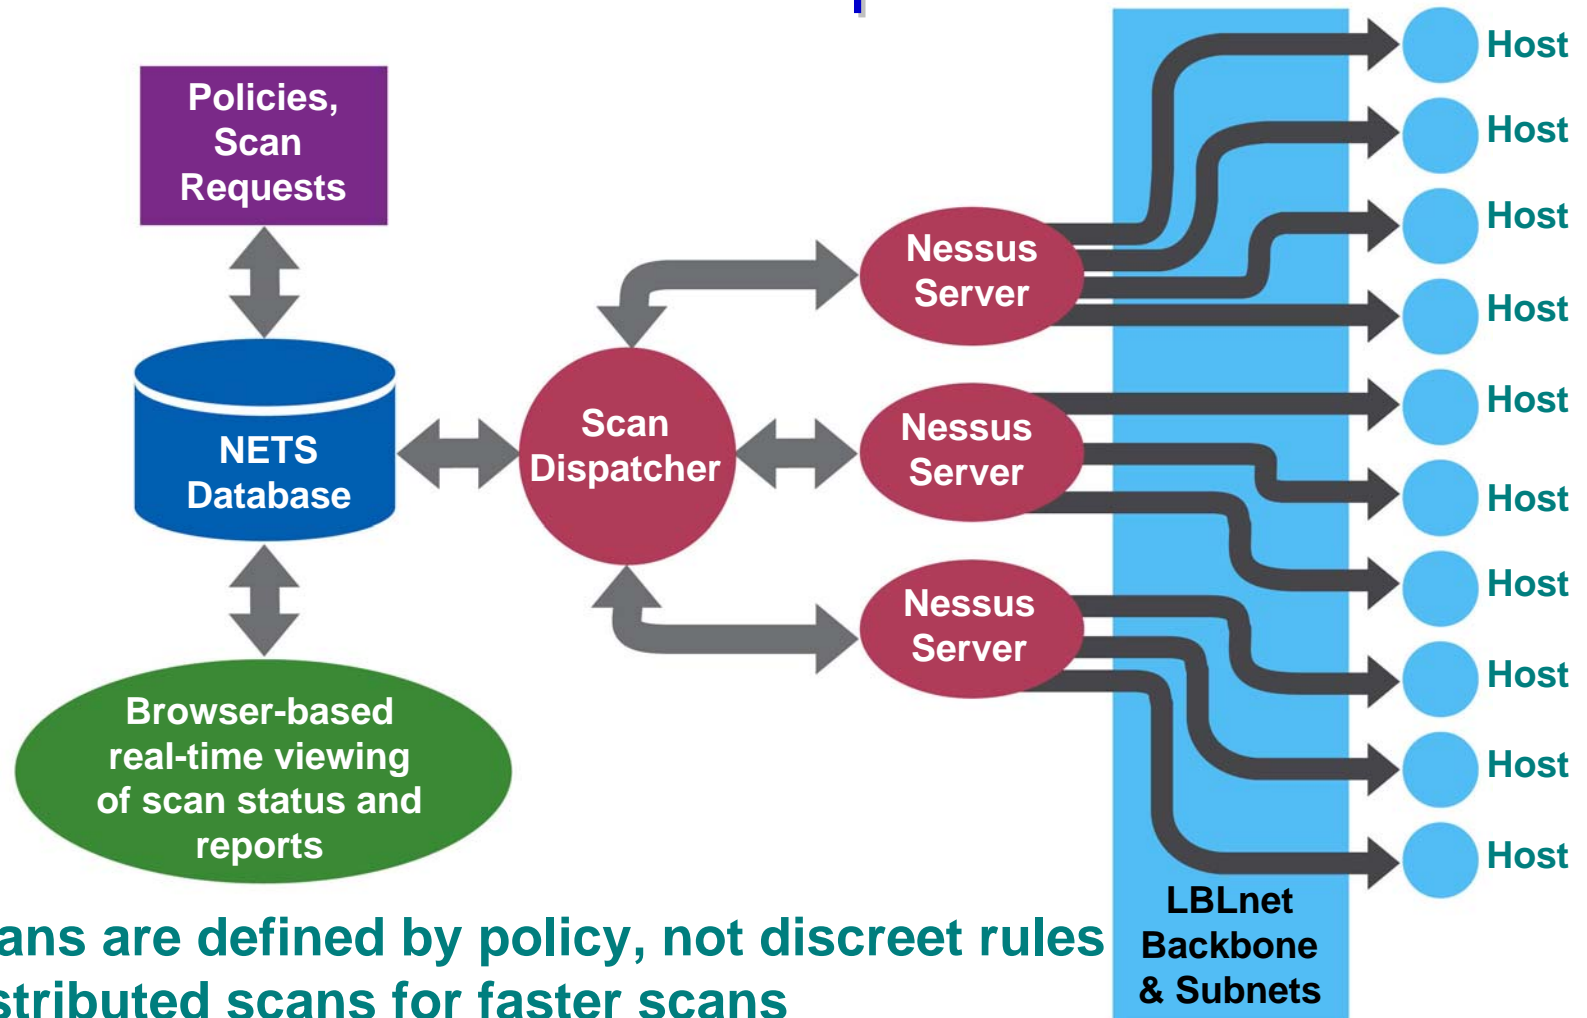 Policies,
Scan
Requests
NETS
Database
Browser-based
real-time viewing
of scan status and
reports
Scan
Dispatcher
Nessus
Server
Nessus
Server
Nessus
Server
Host
Host
Host
Host
Host
Host
Host
Host
Host
Host
LBLnet
Backbone
& Subnets
ans are defined by policy, not discreet rules
stributed scans for faster scans